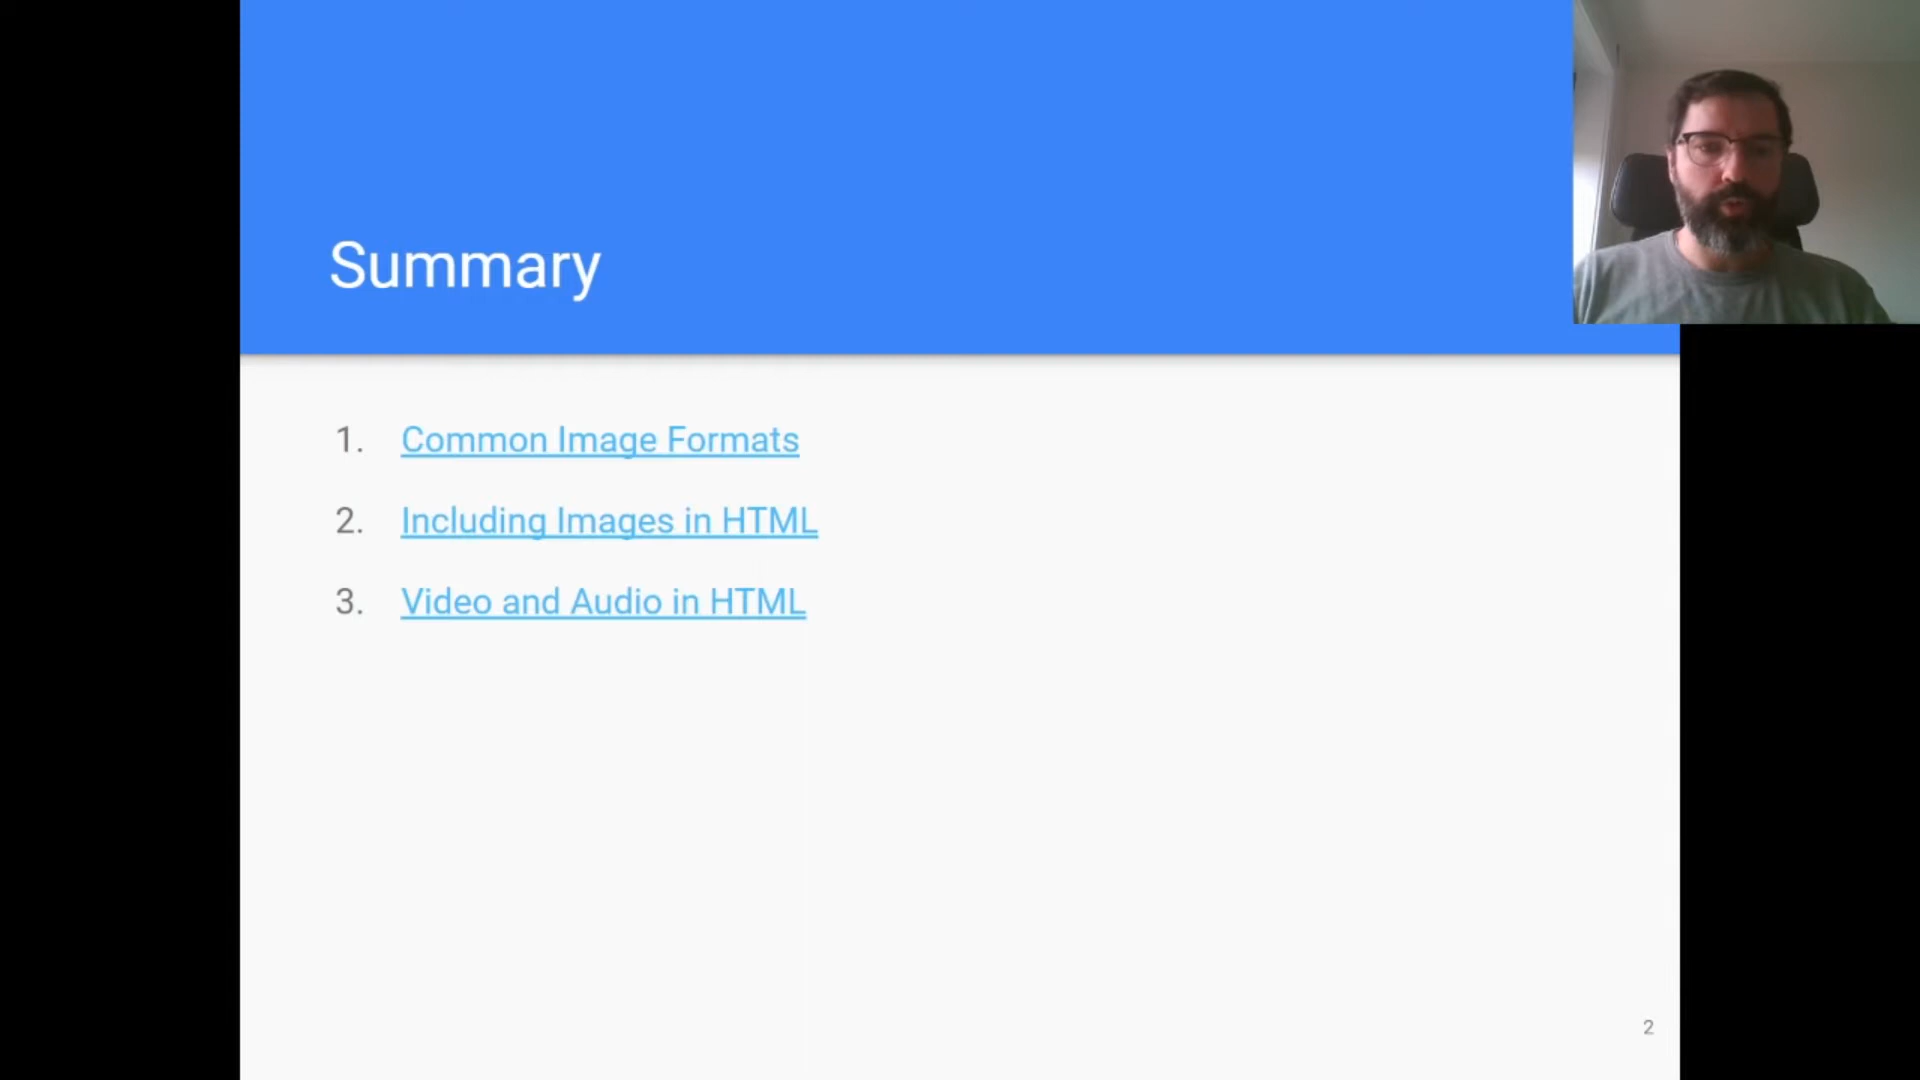 Summary
1. Common Image Formats
2. Including Images in HTML
3. Video and Audio in HTML
2